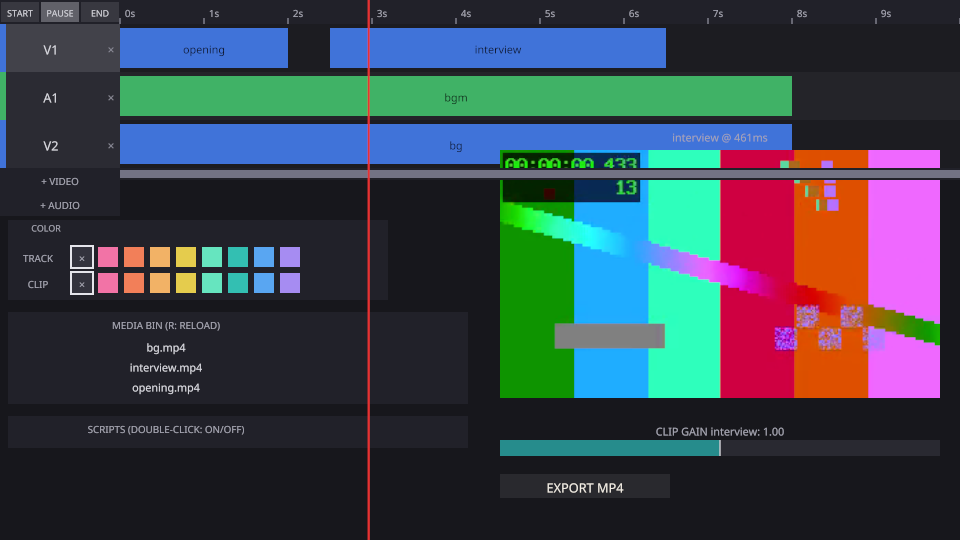 START PAUSE END 0s 1s 2s 3s 4s 5s 6s 7s 8s 9s
V1 × opening interview
A1 × bgm
V2 × bg
interview @ 461ms
00:00:00 433
13
+ VIDEO
+ AUDIO
COLOR
TRACK ×
CLIP ×
MEDIA BIN (R: RELOAD)
bg.mp4
interview.mp4
opening.mp4
SCRIPTS (DOUBLE-CLICK: ON/OFF)
CLIP GAIN interview: 1.00
EXPORT MP4